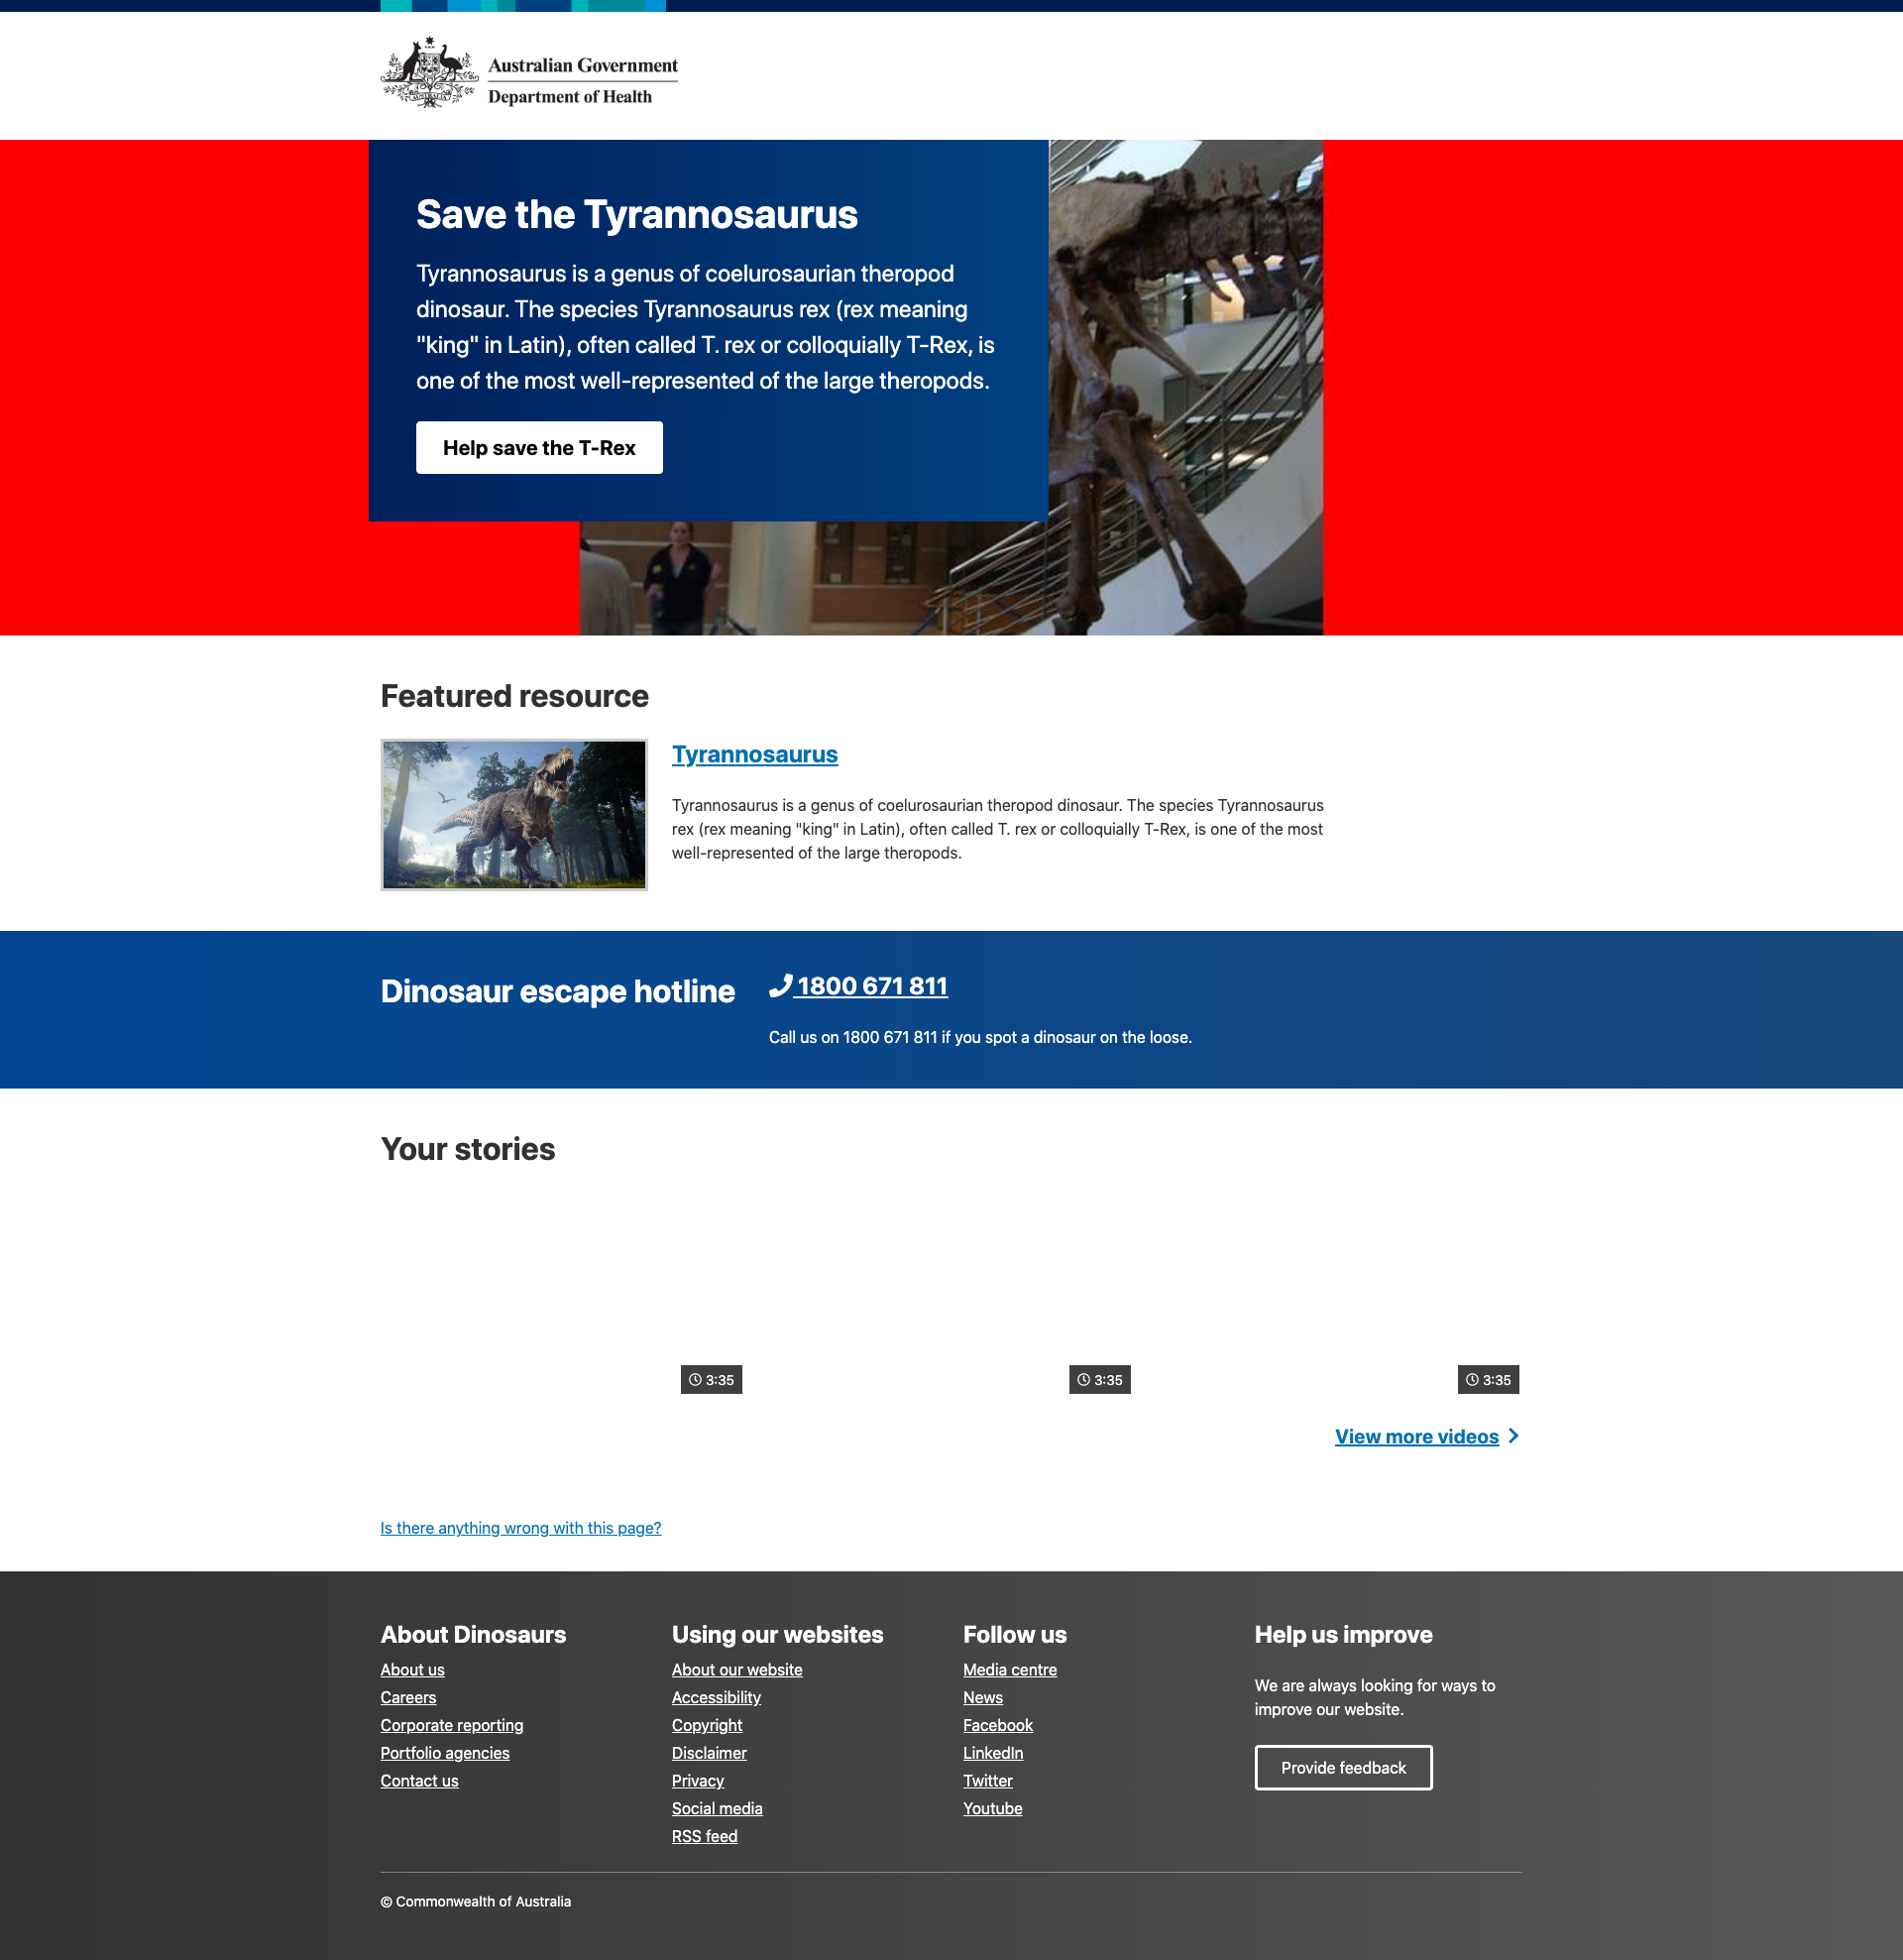 Australian Government
Department of Health
Save the Tyrannosaurus
Tyrannosaurus is a genus of coelurosaurian theropod
dinosaur. The species Tyrannosaurus rex (rex meaning
"king" in Latin), often called T. rex or colloquially T-Rex, is
one of the most well-represented of the large theropods.
Help save the T-Rex
Featured resource
Tyrannosaurus
Tyrannosaurus is a genus of coelurosaurian theropod dinosaur. The species Tyrannosaurus
rex (rex meaning "king" in Latin), often called T. rex or colloquially T-Rex, is one of the most
well-represented of the large theropods.
Dinosaur escape hotline
1800 671 811
Call us on 1800 671 811 if you spot a dinosaur on the loose.
Your stories
3:35
3:35
3:35
View more videos
Is there anything wrong with this page?
About Dinosaurs
About us
Careers
Corporate reporting
Portfolio agencies
Contact us
Using our websites
About our website
Accessibility
Copyright
Disclaimer
Privacy
Social media
RSS feed
Follow us
Media centre
News
Facebook
LinkedIn
Twitter
Youtube
Help us improve
We are always looking for ways to
improve our website.
Provide feedback
© Commonwealth of Australia